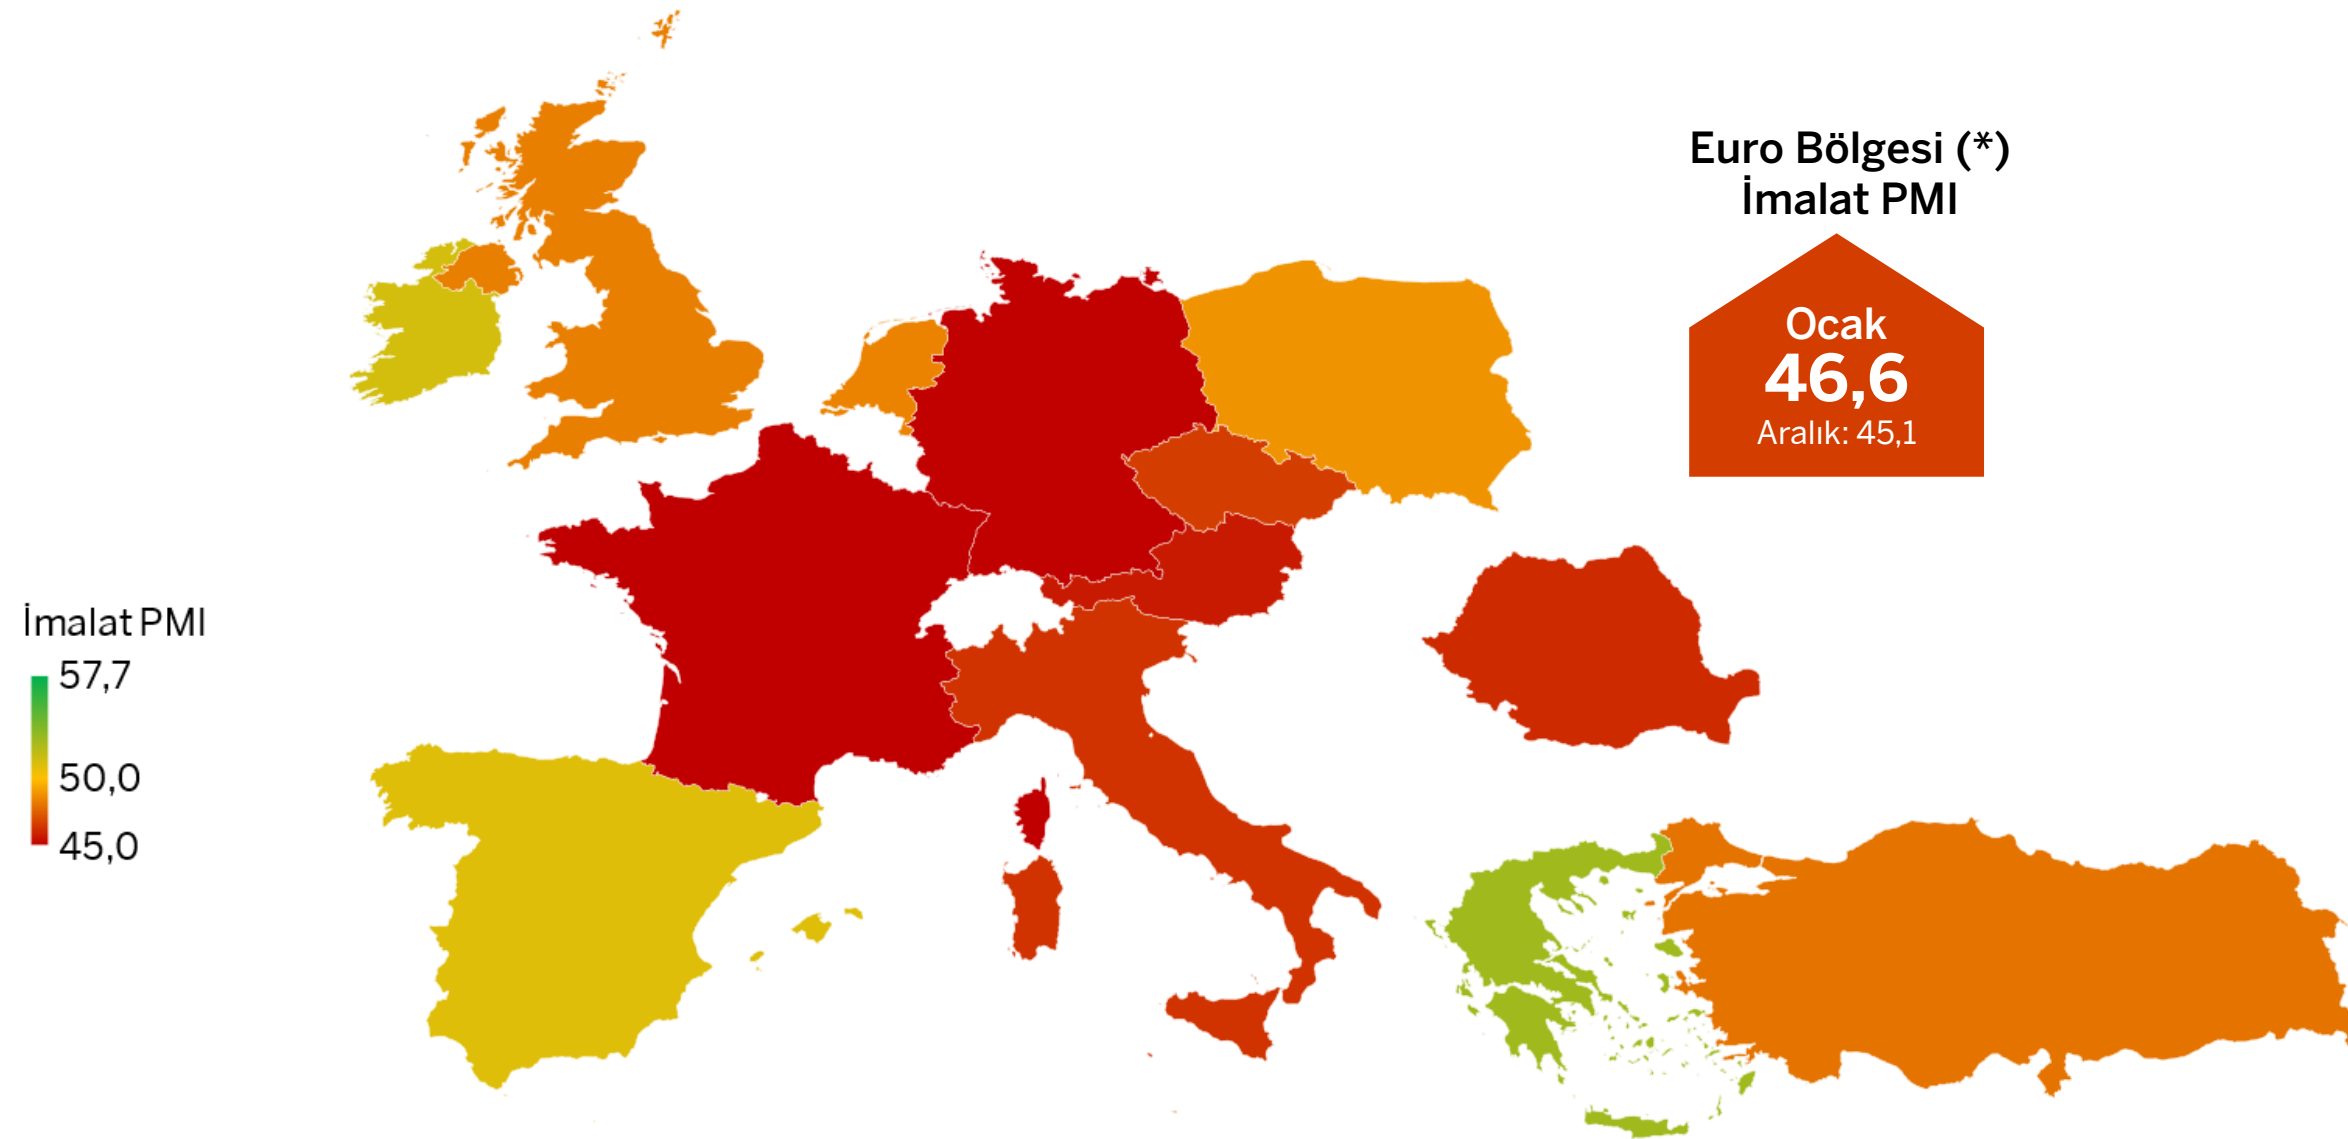 Euro Bölgesi (*)
İmalat PMI
Ocak
46,6
Aralık: 45,1
İmalat PMI
57,7
50,0
45,0